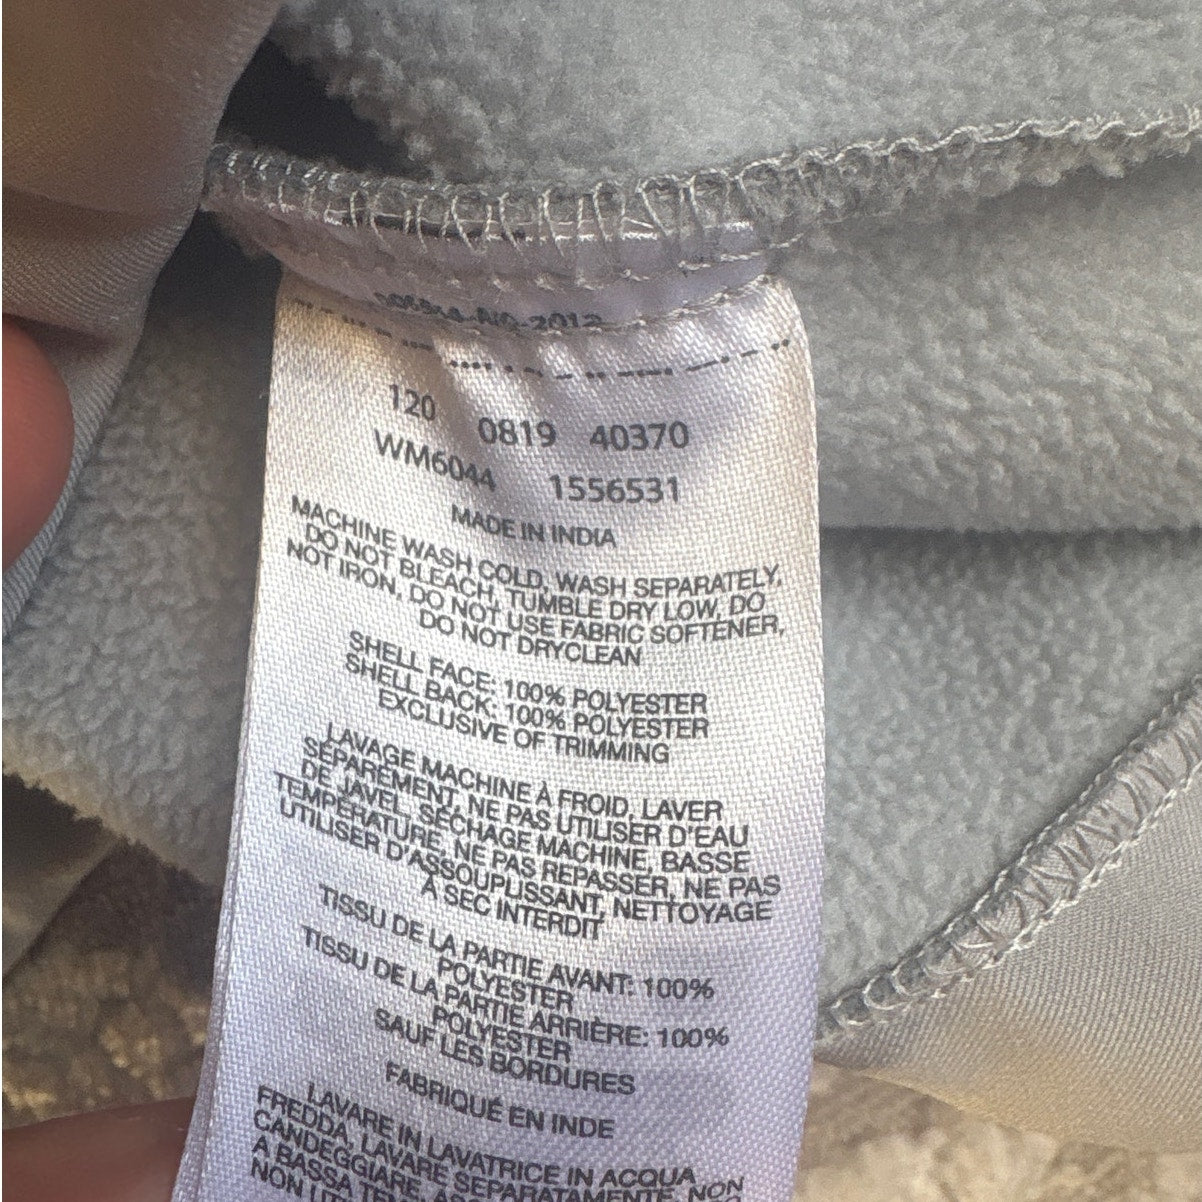 120 0819 40370
WM6044 1556531
MADE IN INDIA
MACHINE WASH COLD, WASH SEPARATELY,
DO NOT BLEACH, TUMBLE DRY LOW, DO
NOT IRON, DO NOT USE FABRIC SOFTENER,
DO NOT DRYCLEAN
SHELL FACE: 100% POLYESTER
SHELL BACK: 100% POLYESTER
EXCLUSIVE OF TRIMMING
LAVAGE MACHINE À FROID, LAVER
SÉPARÉMENT, NE PAS UTILISER D'EAU
DE JAVEL, SÉCHAGE MACHINE, BASSE
TEMPÉRATURE, NE PAS REPASSER, NE PAS
UTILISER D'ASSOUPLISSANT, NETTOYAGE
À SEC INTERDIT
TISSU DE LA PARTIE AVANT: 100%
POLYESTER
TISSU DE LA PARTIE ARRIÈRE: 100%
POLYESTER
SAUF LES BORDURES
FABRIQUÉ EN INDE
LAVARE IN LAVATRICE IN ACQUA
FREDDA, LAVARE SEPARATAMENTE, NON
CANDEGGIARE,
A BASSA
NON